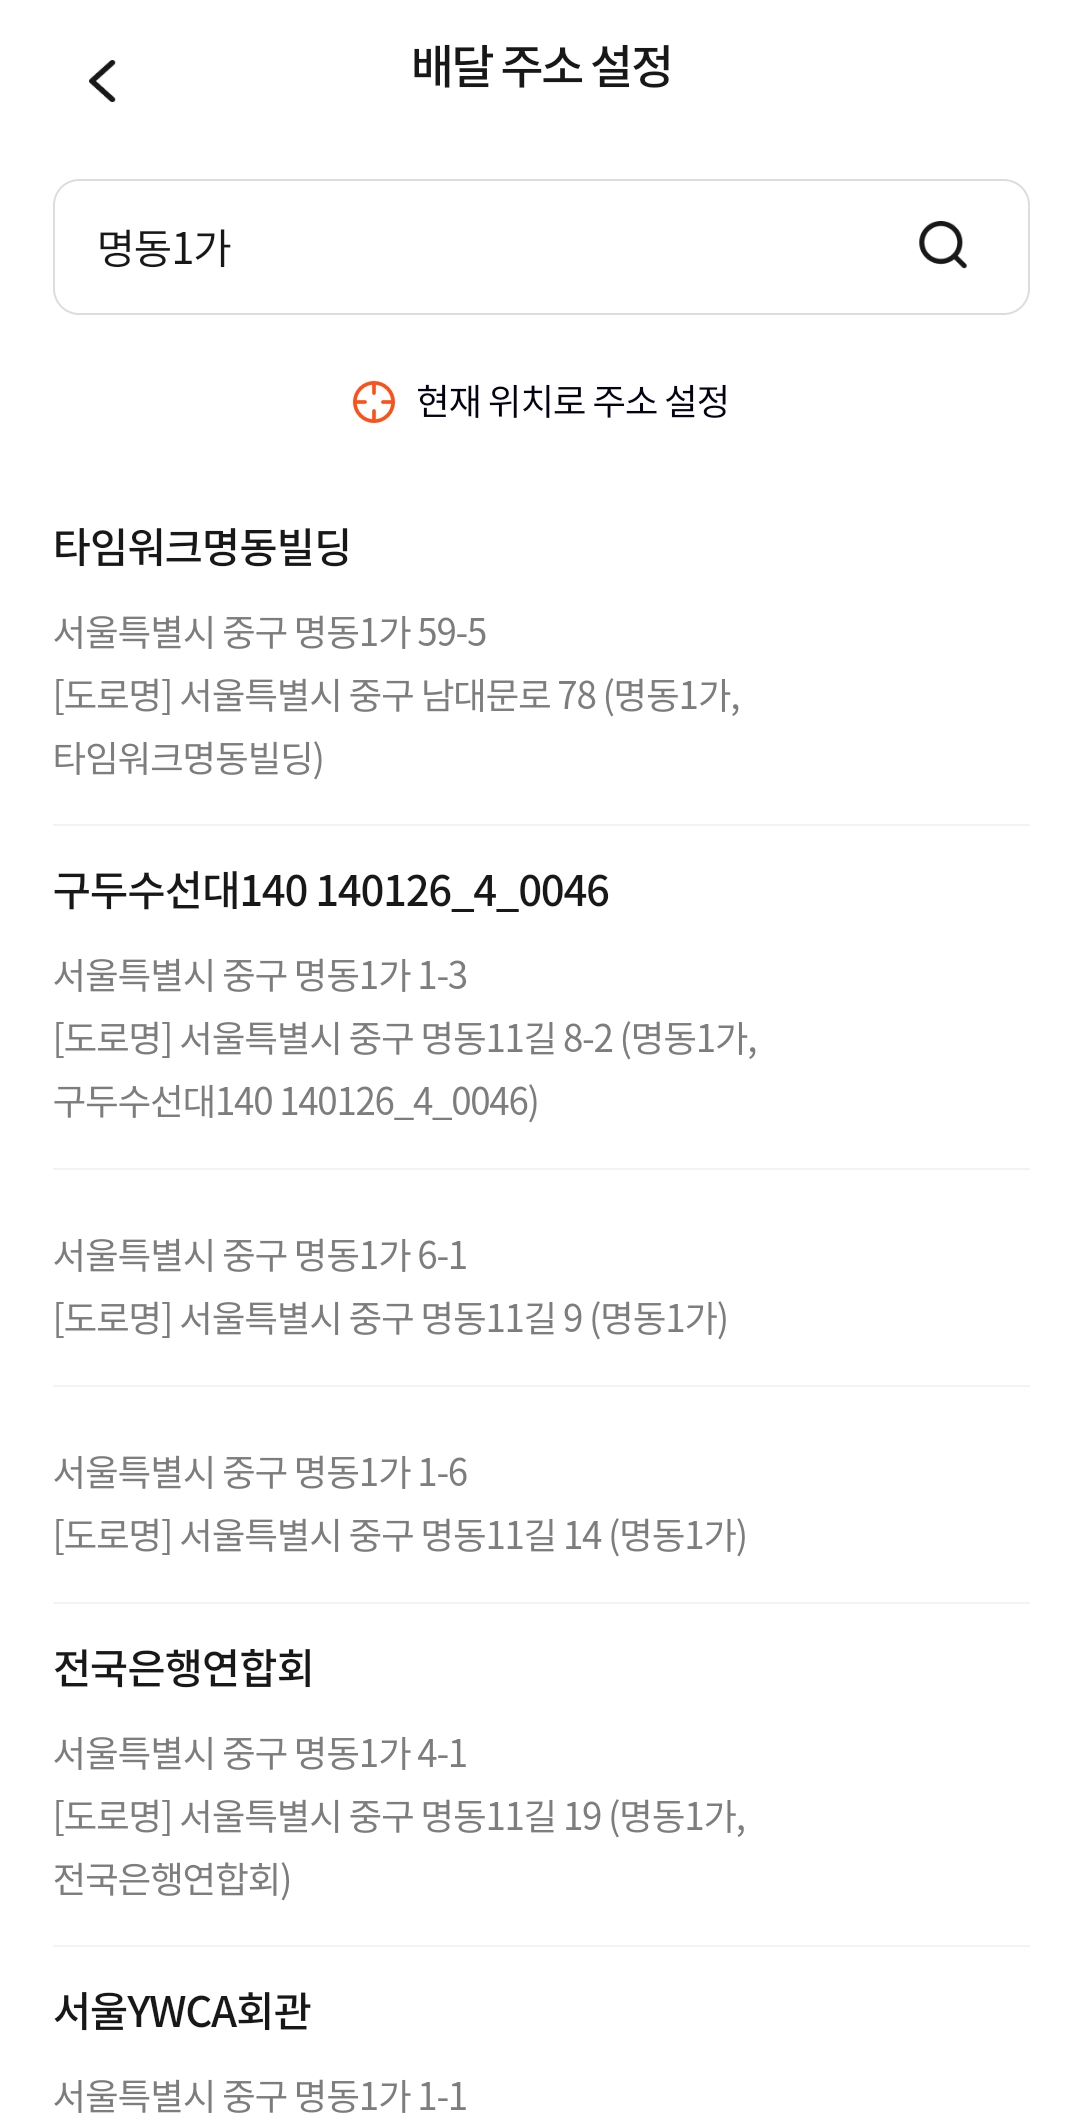 배달 주소 설정
명동1가
현재 위치로 주소 설정
타임워크명동빌딩
서울특별시 중구 명동1가 59-5
[도로명] 서울특별시 중구 남대문로 78 (명동1가,
타임워크명동빌딩)
구두수선대140 140126_4_0046
서울특별시 중구 명동1가 1-3
[도로명] 서울특별시 중구 명동11길 8-2 (명동1가,
구두수선대140 140126_4_0046)
서울특별시 중구 명동1가 6-1
[도로명] 서울특별시 중구 명동11길 9 (명동1가)
서울특별시 중구 명동1가 1-6
[도로명] 서울특별시 중구 명동11길 14 (명동1가)
전국은행연합회
서울특별시 중구 명동1가 4-1
[도로명] 서울특별시 중구 명동11길 19 (명동1가,
전국은행연합회)
서울YWCA회관
서울특별시 중구 명동1가 1-1